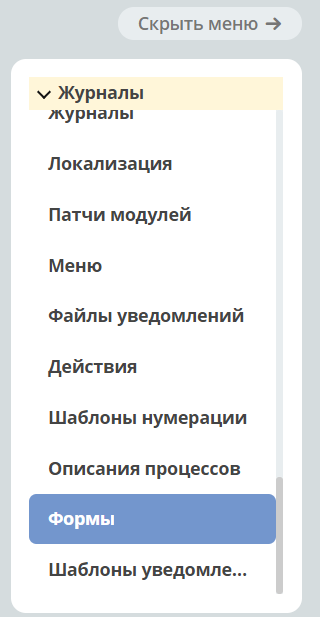 Скрыть меню →
Журналы
Журналы
Локализация
Патчи модулей
Меню
Файлы уведомлений
Действия
Шаблоны нумерации
Описания процессов
Формы
Шаблоны уведомле...